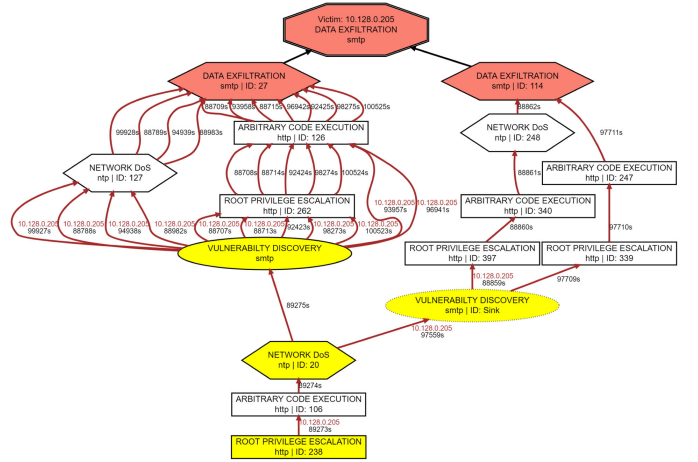 Victim: 10.128.0.205
DATA EXFILTRATION
smtp
DATA EXFILTRATION
smtp | ID: 27
DATA EXFILTRATION
smtp | ID: 114
88709s
93958s
88715s
96942s
92425s
98275s
100525s
88862s
99928s
88789s
94939s
88983s
ARBITRARY CODE EXECUTION
http | ID: 126
NETWORK DoS
ntp | ID: 248
97711s
NETWORK DoS
ntp | ID: 127
88708s
88714s
92424s
98274s
100524s
88861s
ARBITRARY CODE EXECUTION
http | ID: 247
ROOT PRIVILEGE ESCALATION
http | ID: 262
10.128.0.205
93957s
10.128.0.205
96941s
ARBITRARY CODE EXECUTION
http | ID: 340
10.128.0.205
99927s
10.128.0.205
88788s
10.128.0.205
94938s
10.128.0.205
88982s
10.128.0.205
88707s
10.128.0.205
88713s
92423s
10.128.0.205
98273s
10.128.0.205
100523s
88860s
97710s
VULNERABILTY DISCOVERY
smtp
ROOT PRIVILEGE ESCALATION
http | ID: 397
ROOT PRIVILEGE ESCALATION
http | ID: 339
89275s
10.128.0.205
88859s
97709s
VULNERABILTY DISCOVERY
smtp | ID: Sink
10.128.0.205
97559s
NETWORK DoS
ntp | ID: 20
89274s
ARBITRARY CODE EXECUTION
http | ID: 106
10.128.0.205
89273s
ROOT PRIVILEGE ESCALATION
http | ID: 238